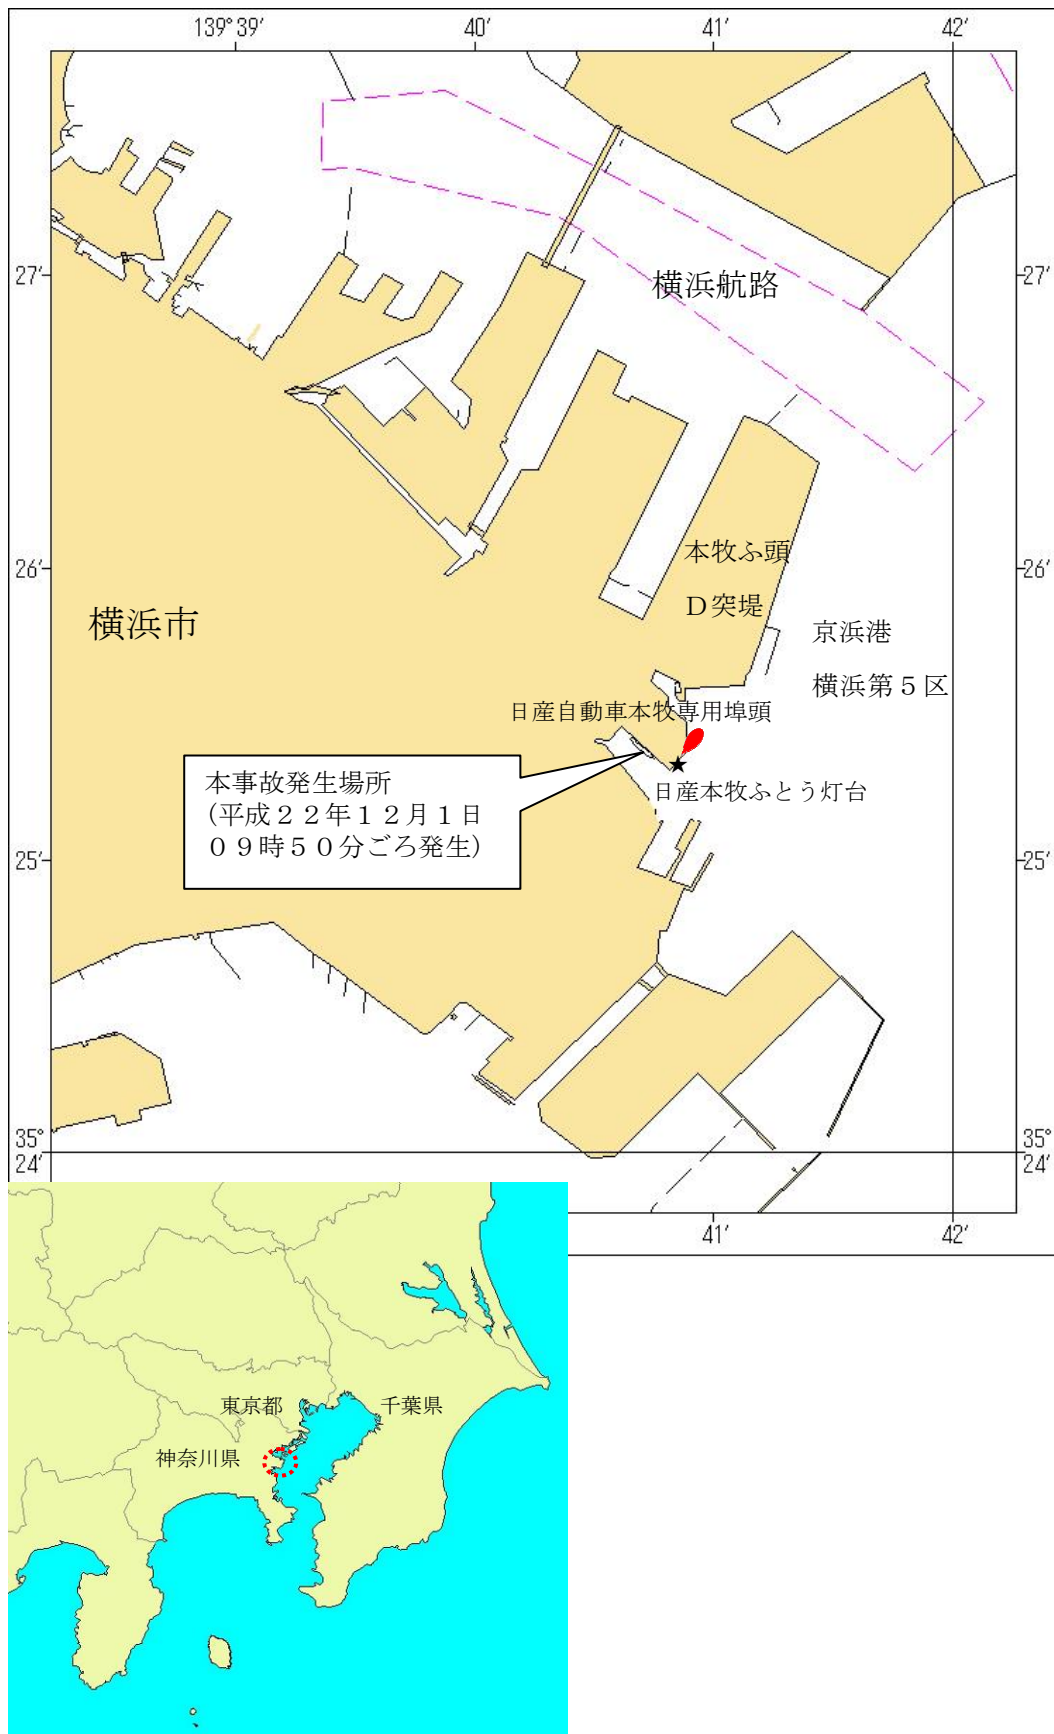 139°39′
40′
41′
42′
27′
横浜航路
27′
26′
本牧ふ頭
26′
Ｄ突堤
横浜市
京浜港
横浜第５区
日産自動車本牧専用埠頭
本事故発生場所
(平成２２年１２月１日
０９時５０分ごろ発生)
日産本牧ふとう灯台
25′
25′
35°
24′
35°
24′
41′
42′
東京都
千葉県
神奈川県